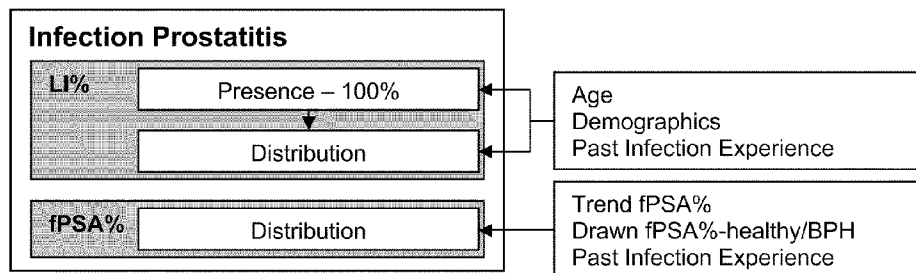 Infection Prostatitis
LI%
Presence – 100%
Distribution
fPSA%
Distribution
Age
Demographics
Past Infection Experience
Trend fPSA%
Drawn fPSA%-healthy/BPH
Past Infection Experience